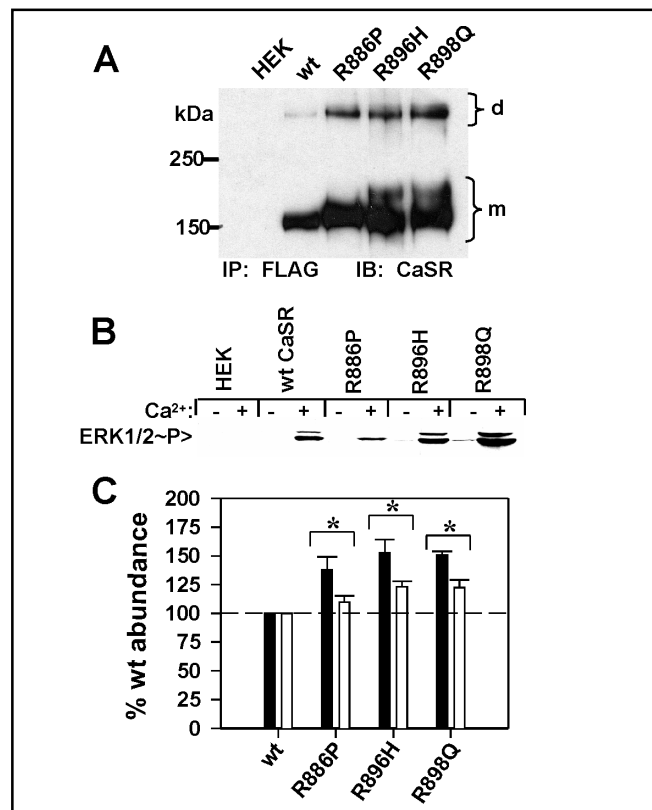 A
HEK wt R886P R896H R898Q
kDa
d
250
150
m
IP: FLAG IB: CaSR
B
HEK wt CaSR R886P R896H R898Q
Ca²⁺: - + - + - + - + - +
ERK1/2~P>
C
% wt abundance
200
175
150
125
100
75
50
25
0
* * *
wt R886P R896H R898Q